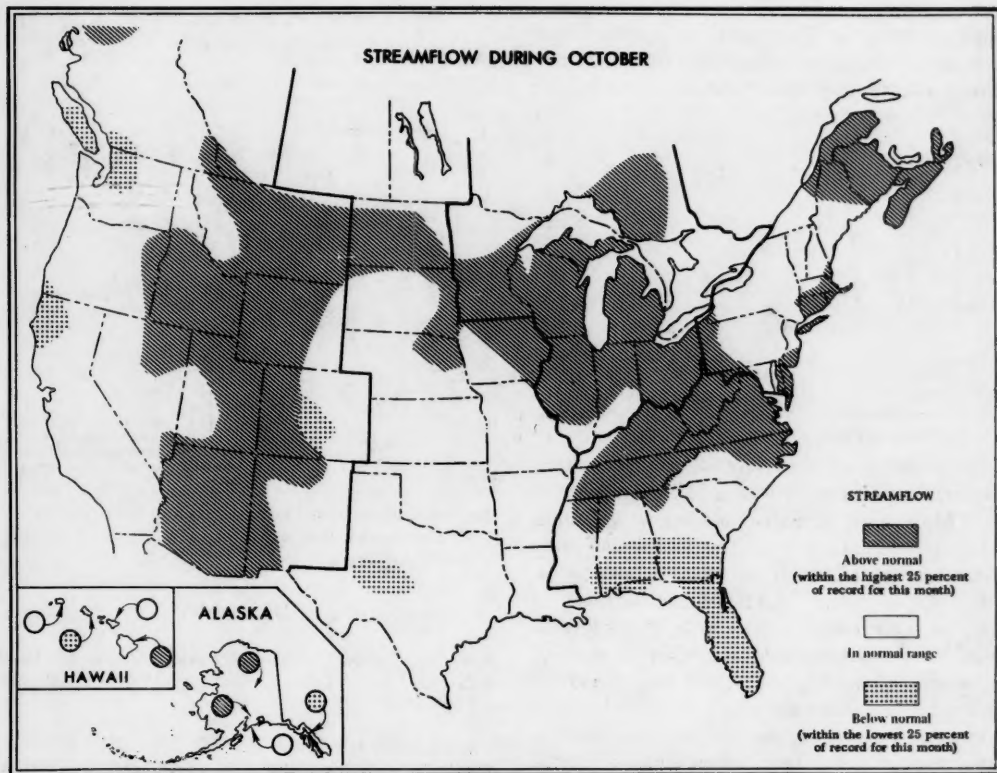 STREAMFLOW DURING OCTOBER
STREAMFLOW
Above normal
(within the highest 25 percent
of record for this month)
In normal range
Below normal
(within the lowest 25 percent
of record for this month)
ALASKA
HAWAII